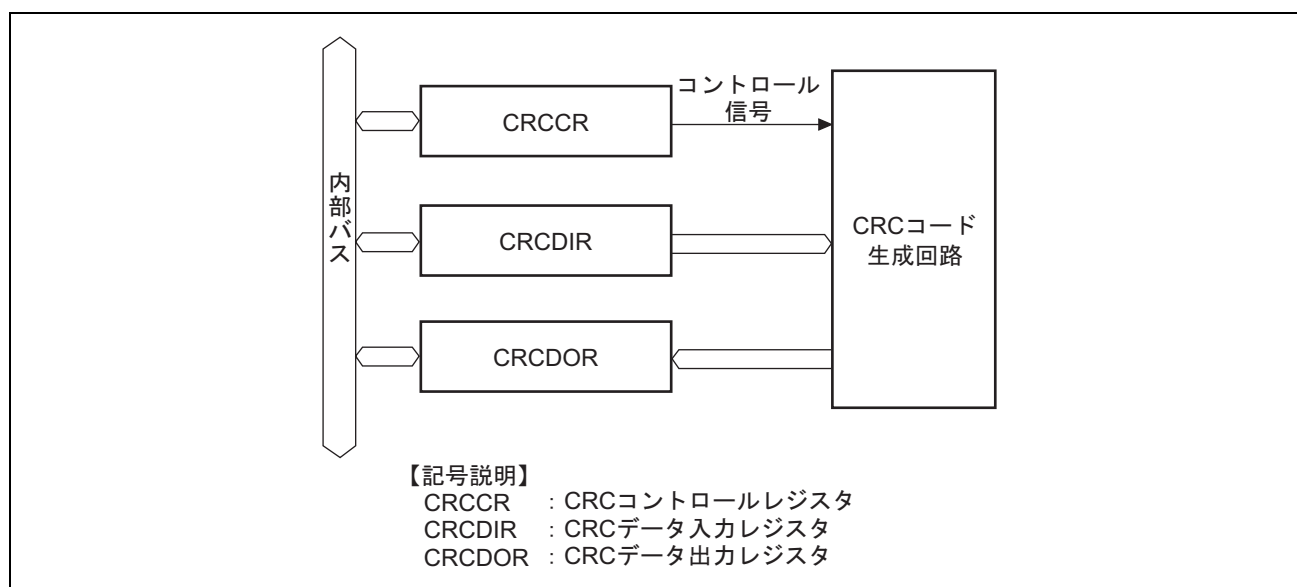 コントロール
信号
CRCCR
内部バス
CRCDIR
CRCコード
生成回路
CRCDOR
【記号説明】
CRCCR : CRCコントロールレジスタ
CRCDIR : CRCデータ入力レジスタ
CRCDOR : CRCデータ出力レジスタ